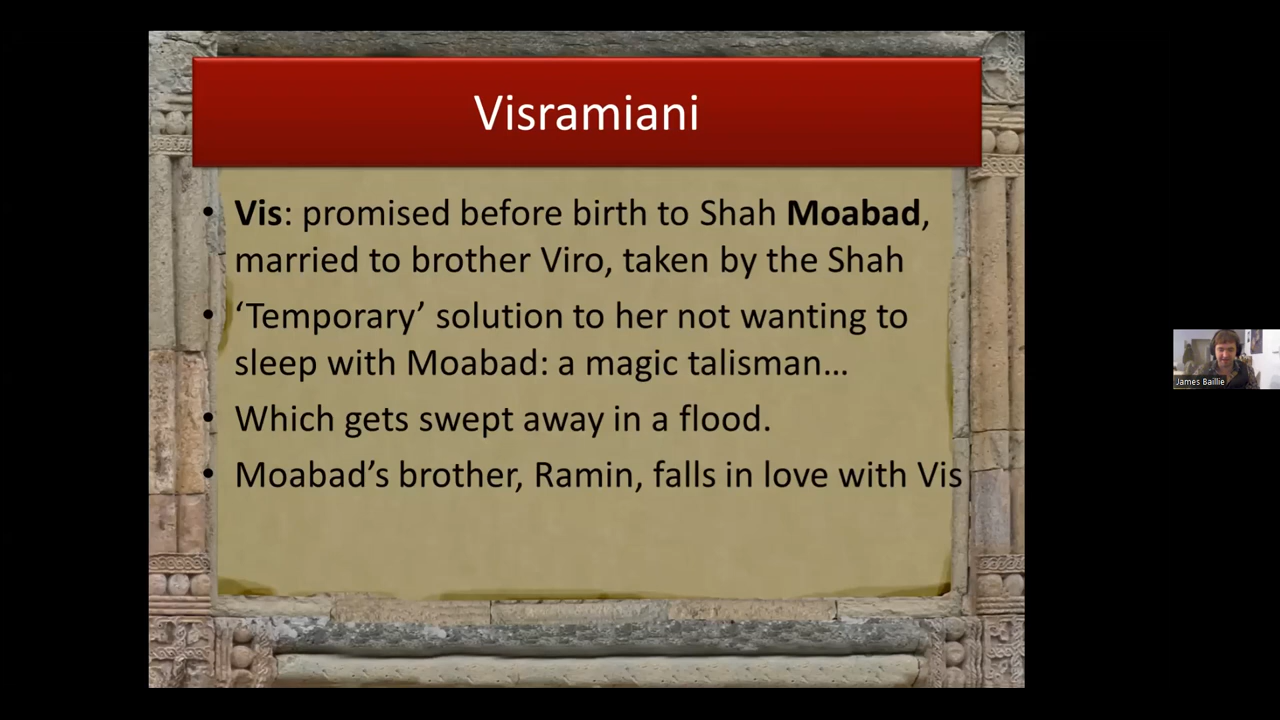 Visramiani
• Vis: promised before birth to Shah Moabad,
married to brother Viro, taken by the Shah
• ‘Temporary’ solution to her not wanting to
sleep with Moabad: a magic talisman…
• Which gets swept away in a flood.
• Moabad’s brother, Ramin, falls in love with Vis
James Baillie